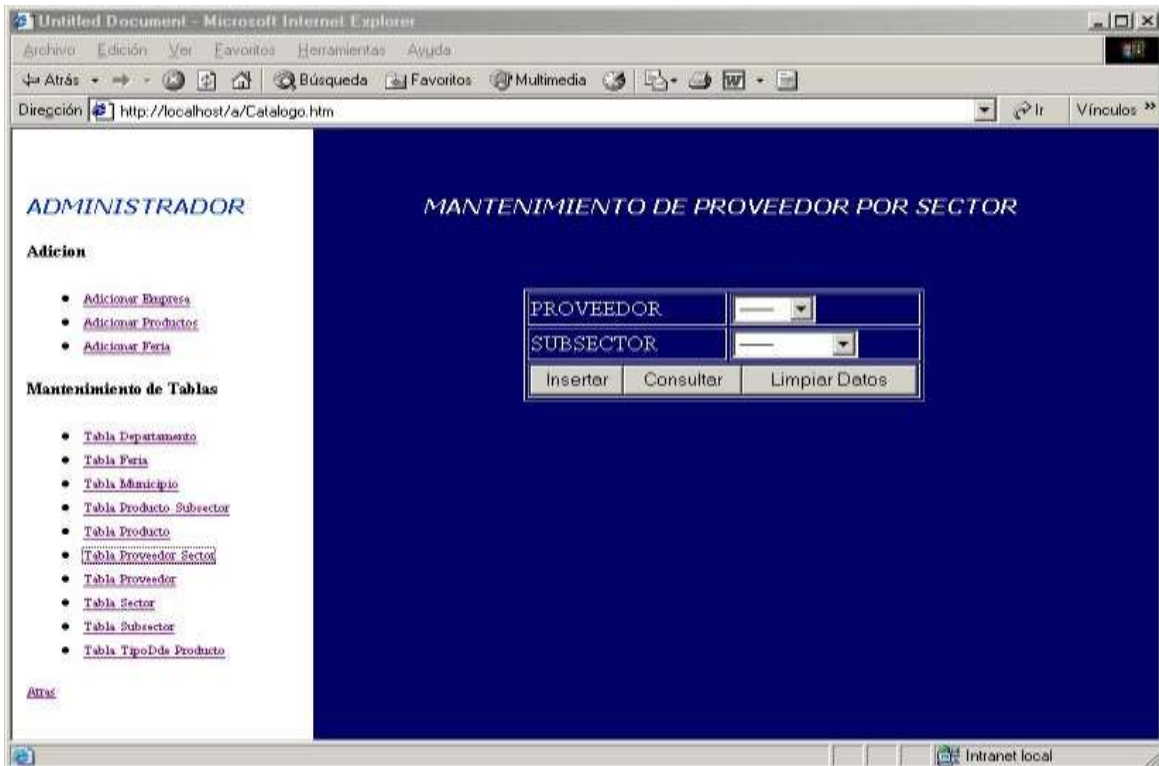 Untitled Document - Microsoft Internet Explorer
Archivo Edición Ver Favoritos Herramientas Ayuda
Atrás Búsqueda Favoritos Multimedia
Dirección http://localhost/a/Catalogo.htm Ir Vínculos »
ADMINISTRADOR
Adicion
Adicionar Empresa
Adicionar Productos
Adicionar Feria
Mantenimiento de Tablas
Tabla Departamento
Tabla Feria
Tabla Municipio
Tabla Producto Subsector
Tabla Producto
Tabla Proveedor Sector
Tabla Proveedor
Tabla Sector
Tabla Subsector
Tabla TipoDde Producto
Atras
MANTENIMIENTO DE PROVEEDOR POR SECTOR
PROVEEDOR ------
SUBSECTOR ------
Insertar Consultar Limpiar Datos
Intranet local